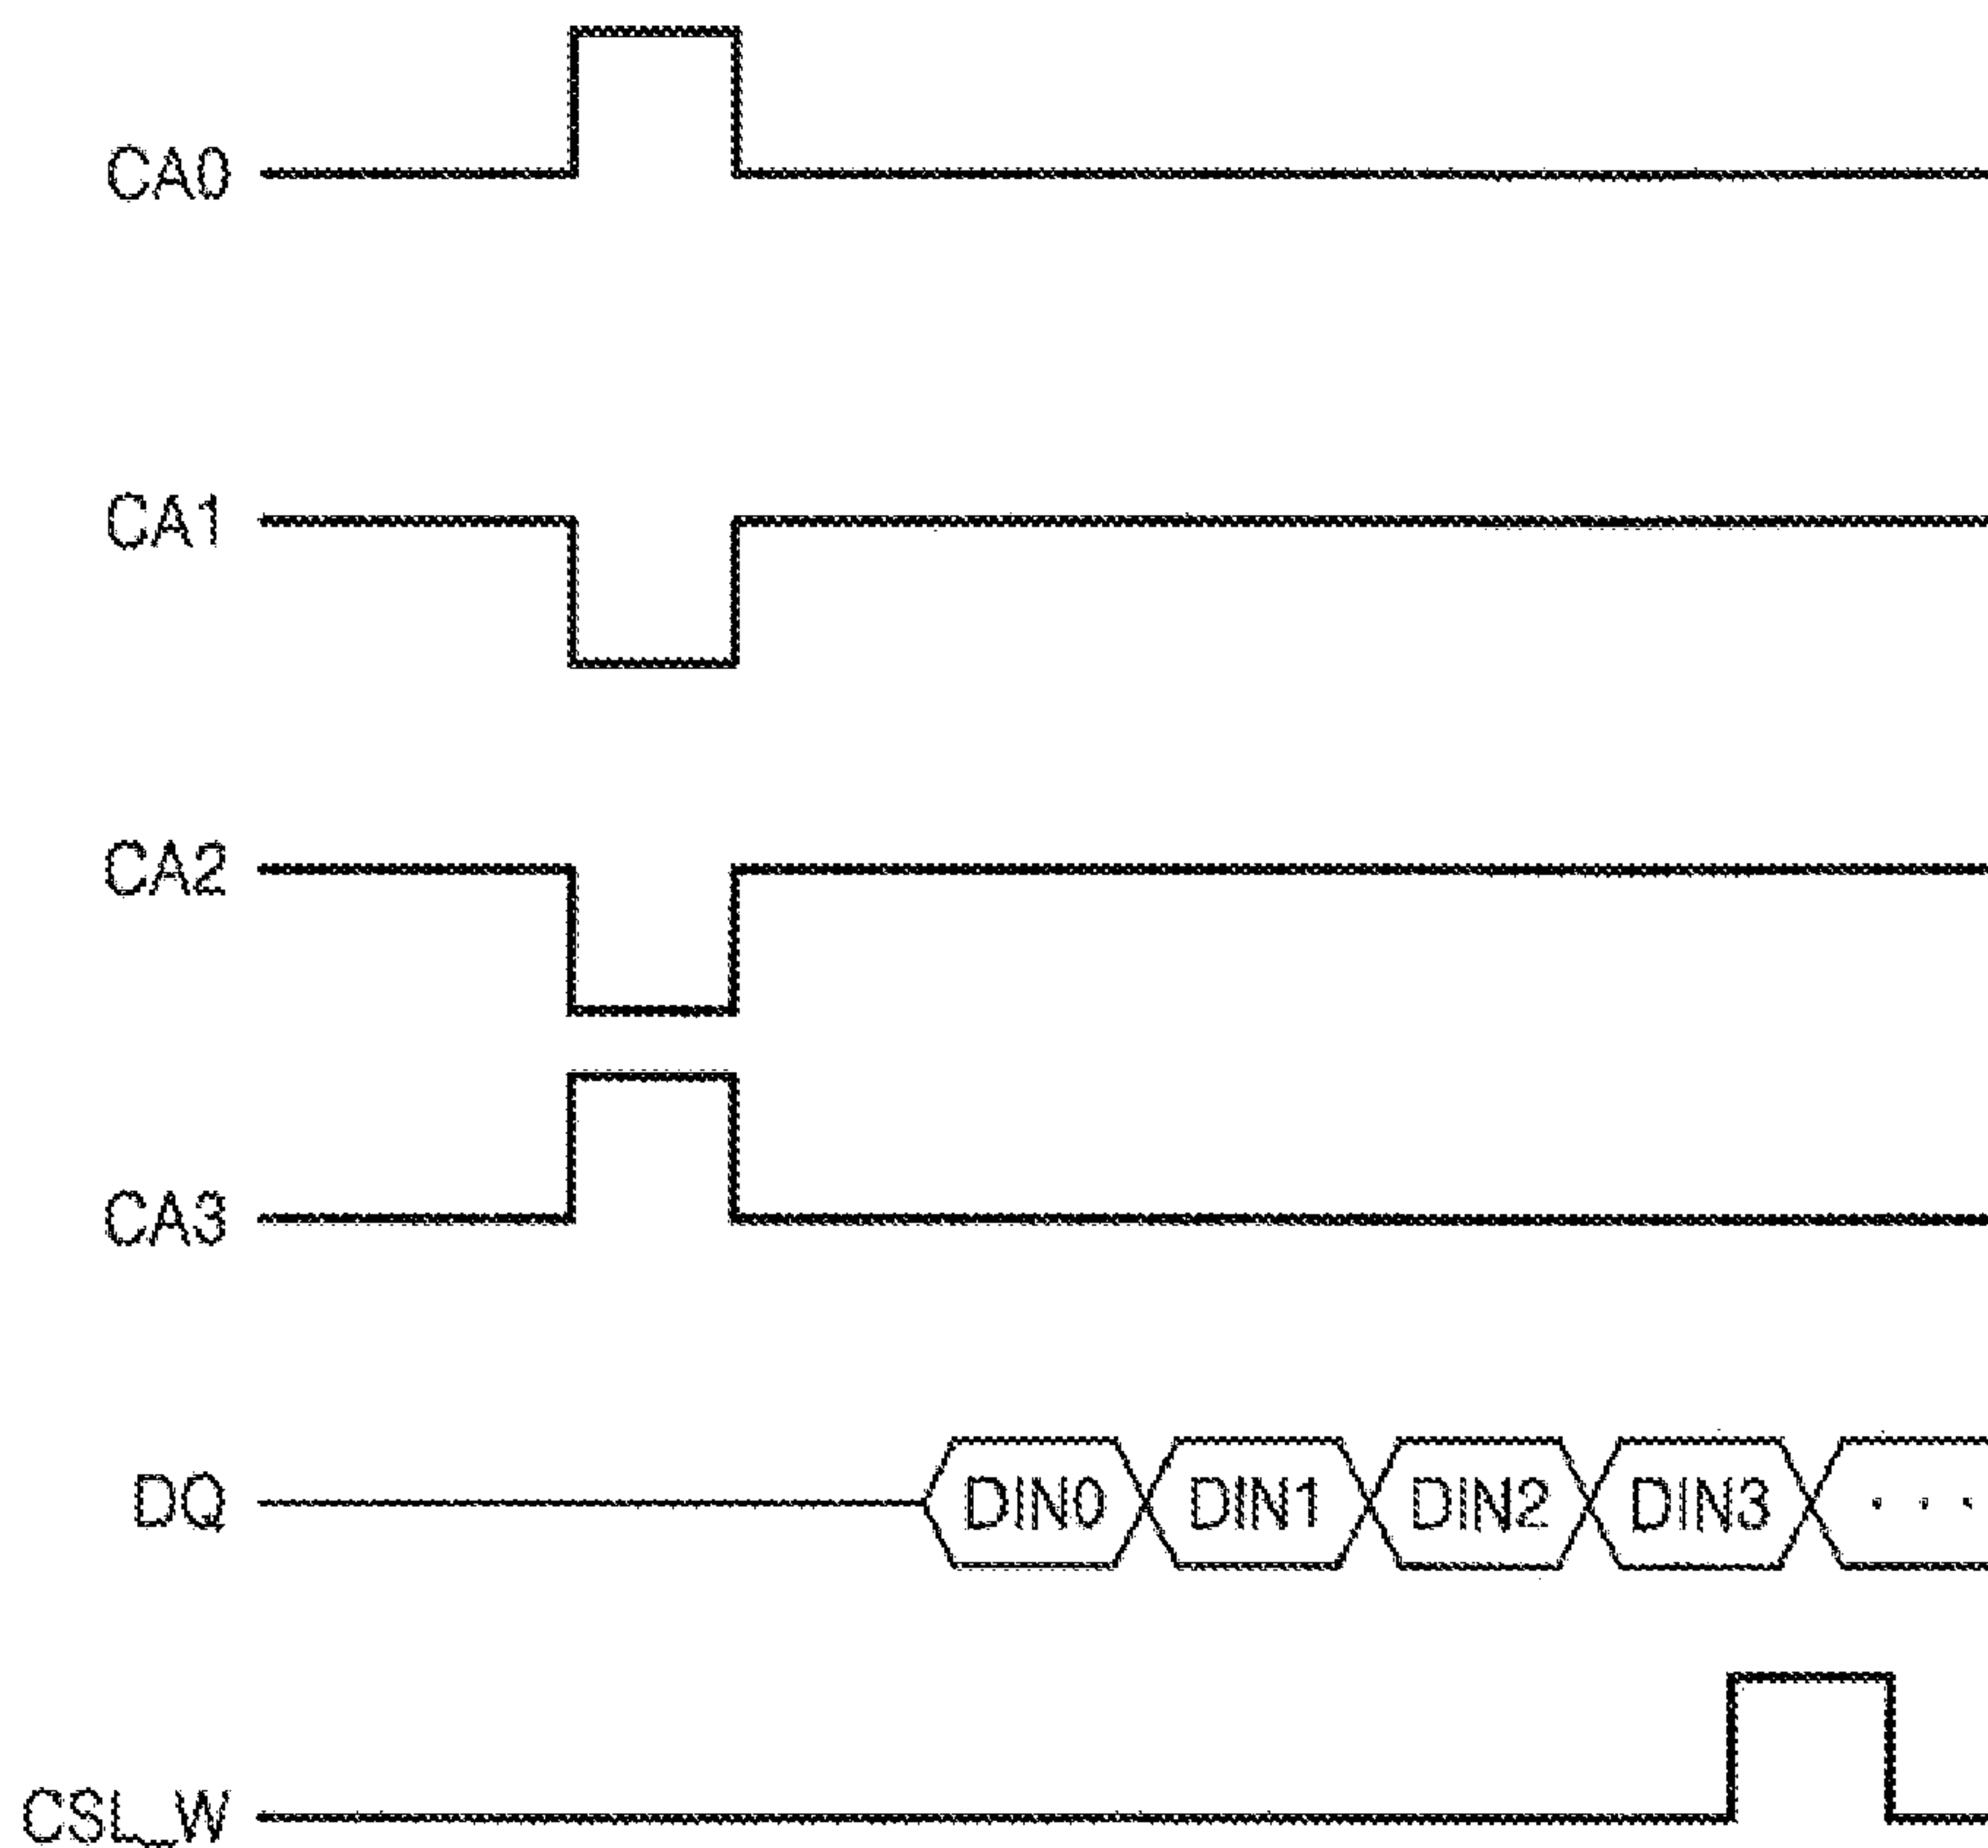 CA0
CA1
CA2
CA3
DQ DIN0 DIN1 DIN2 DIN3 ...
CSL_W